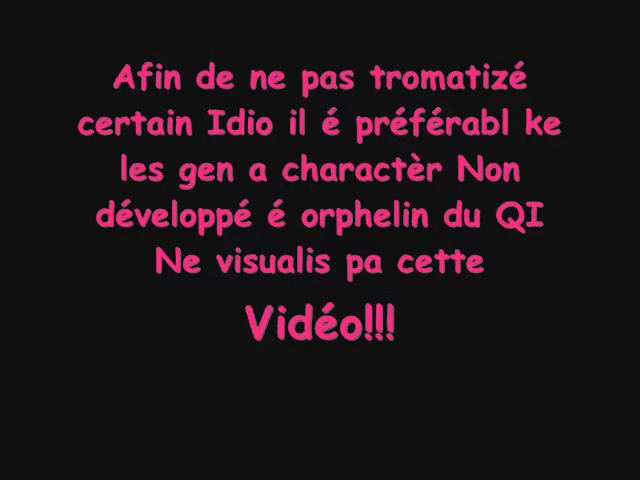 Afin de ne pas tromatizé
certain Idio il é préférabl ke
les gen a charactèr Non
développé é orphelin du QI
Ne visualis pa cette
Vidéo!!!